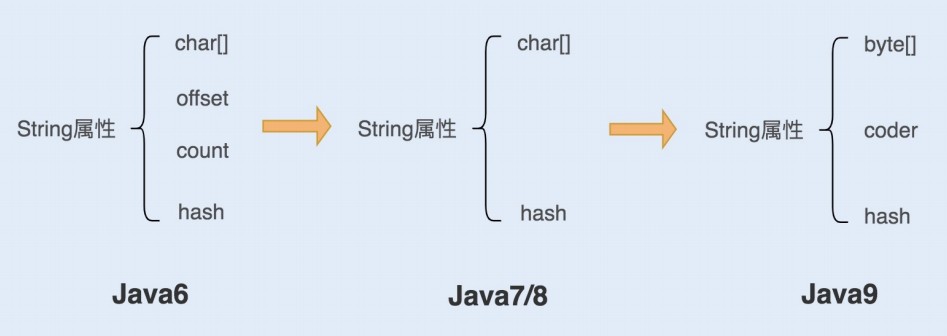 String属性
char[]
offset
count
hash
Java6
String属性
char[]
hash
Java7/8
String属性
byte[]
coder
hash
Java9